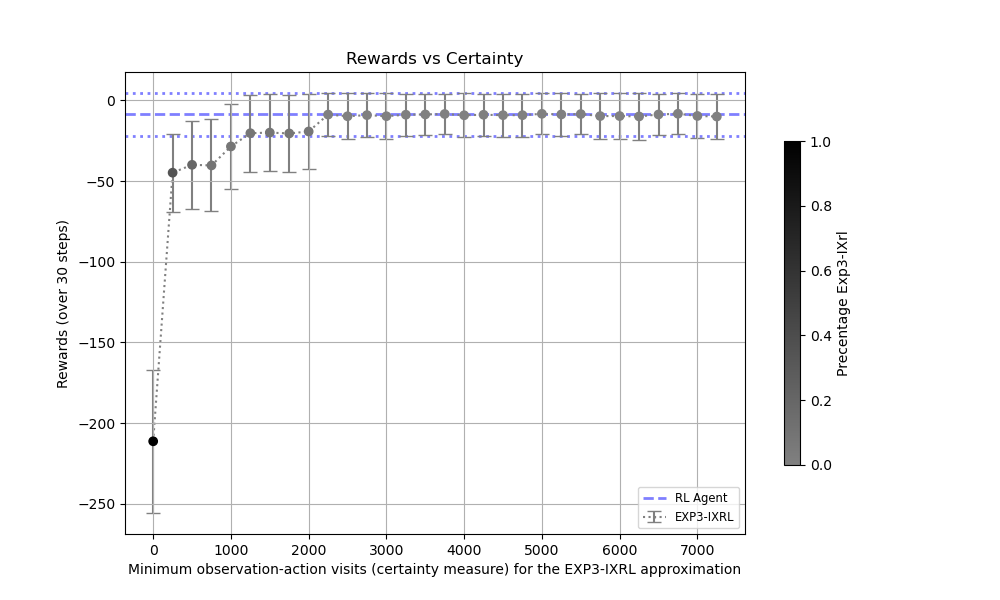 Rewards vs Certainty
Rewards (over 30 steps)
0
−50
−100
−150
−200
−250
0 1000 2000 3000 4000 5000 6000 7000
Minimum observation-action visits (certainty measure) for the EXP3-IXRL approximation
RL Agent
EXP3-IXRL
1.0
0.8
0.6
0.4
0.2
0.0
Precentage Exp3-IXrl